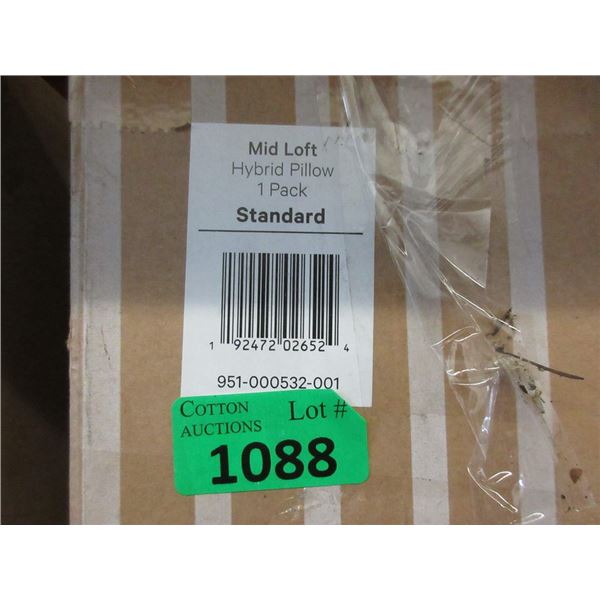 Mid Loft
Hybrid Pillow
1 Pack
Standard
1 92472 02652 4
951-000532-001
COTTON AUCTIONS Lot #
1088